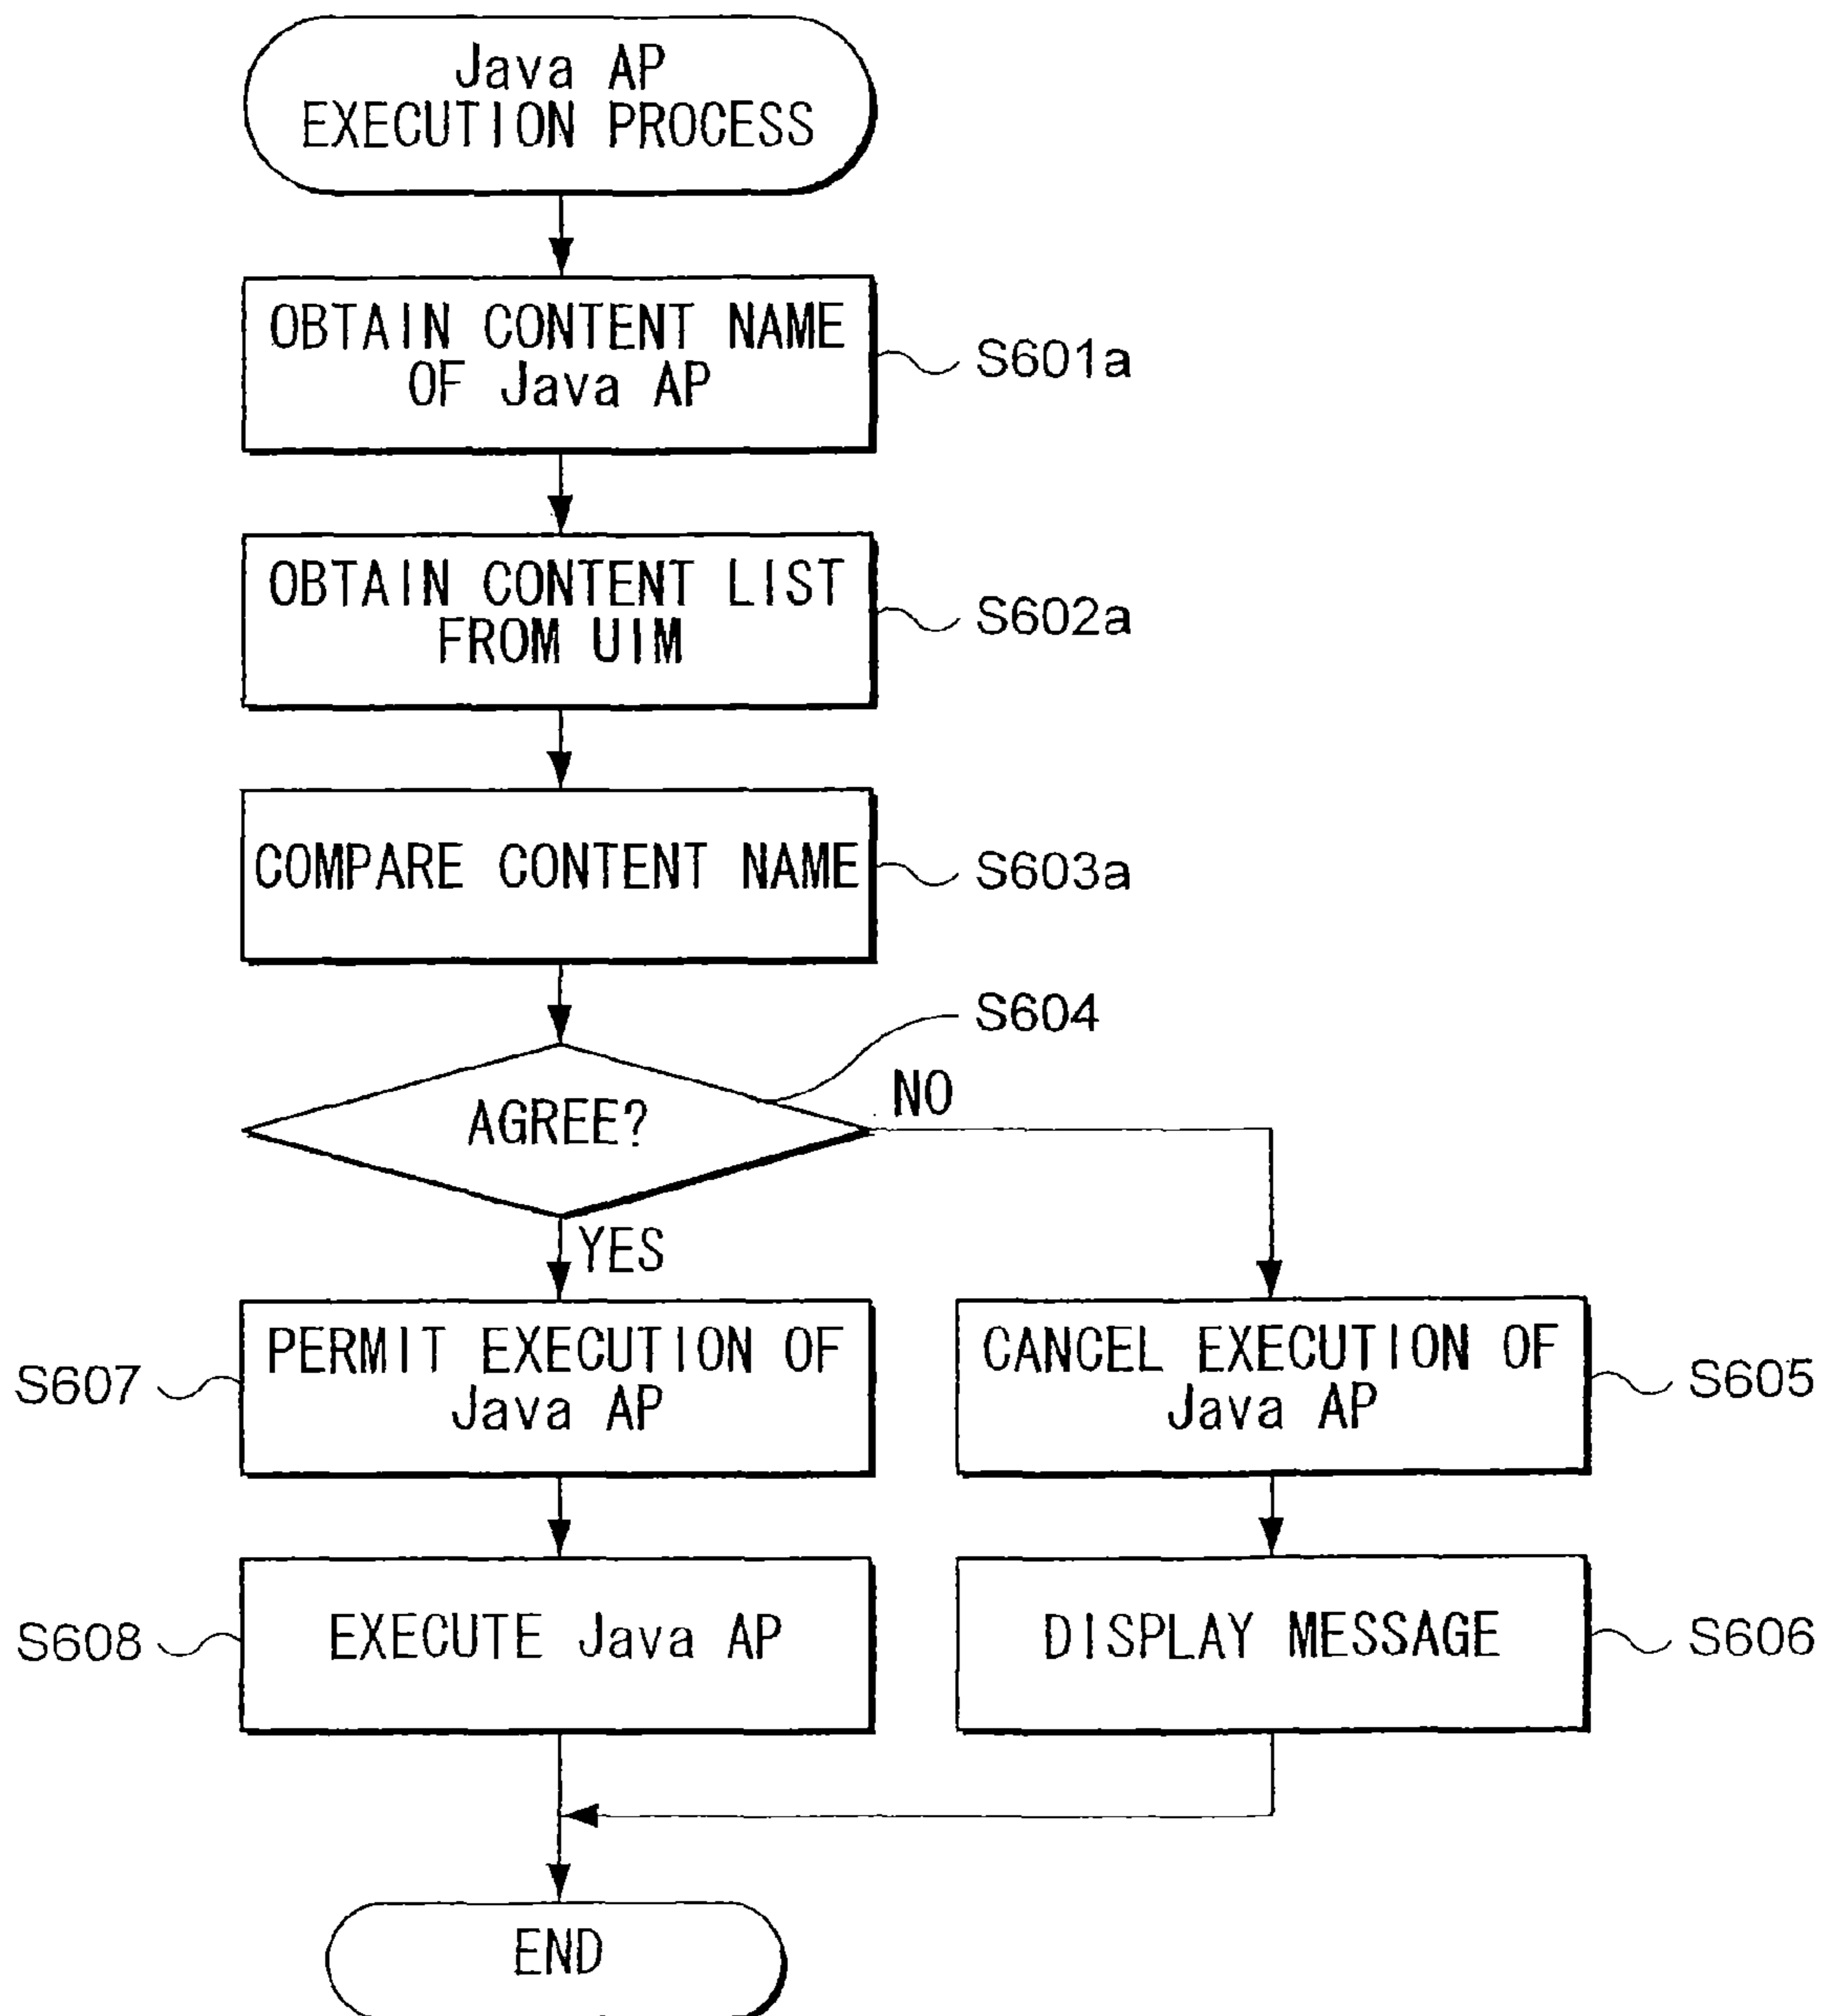 Java AP
EXECUTION PROCESS
OBTAIN CONTENT NAME
OF Java AP
S601a
OBTAIN CONTENT LIST
FROM UIM
S602a
COMPARE CONTENT NAME
S603a
S604
AGREE?
NO
YES
S607
PERMIT EXECUTION OF
Java AP
CANCEL EXECUTION OF
Java AP
S605
S608
EXECUTE Java AP
DISPLAY MESSAGE
S606
END